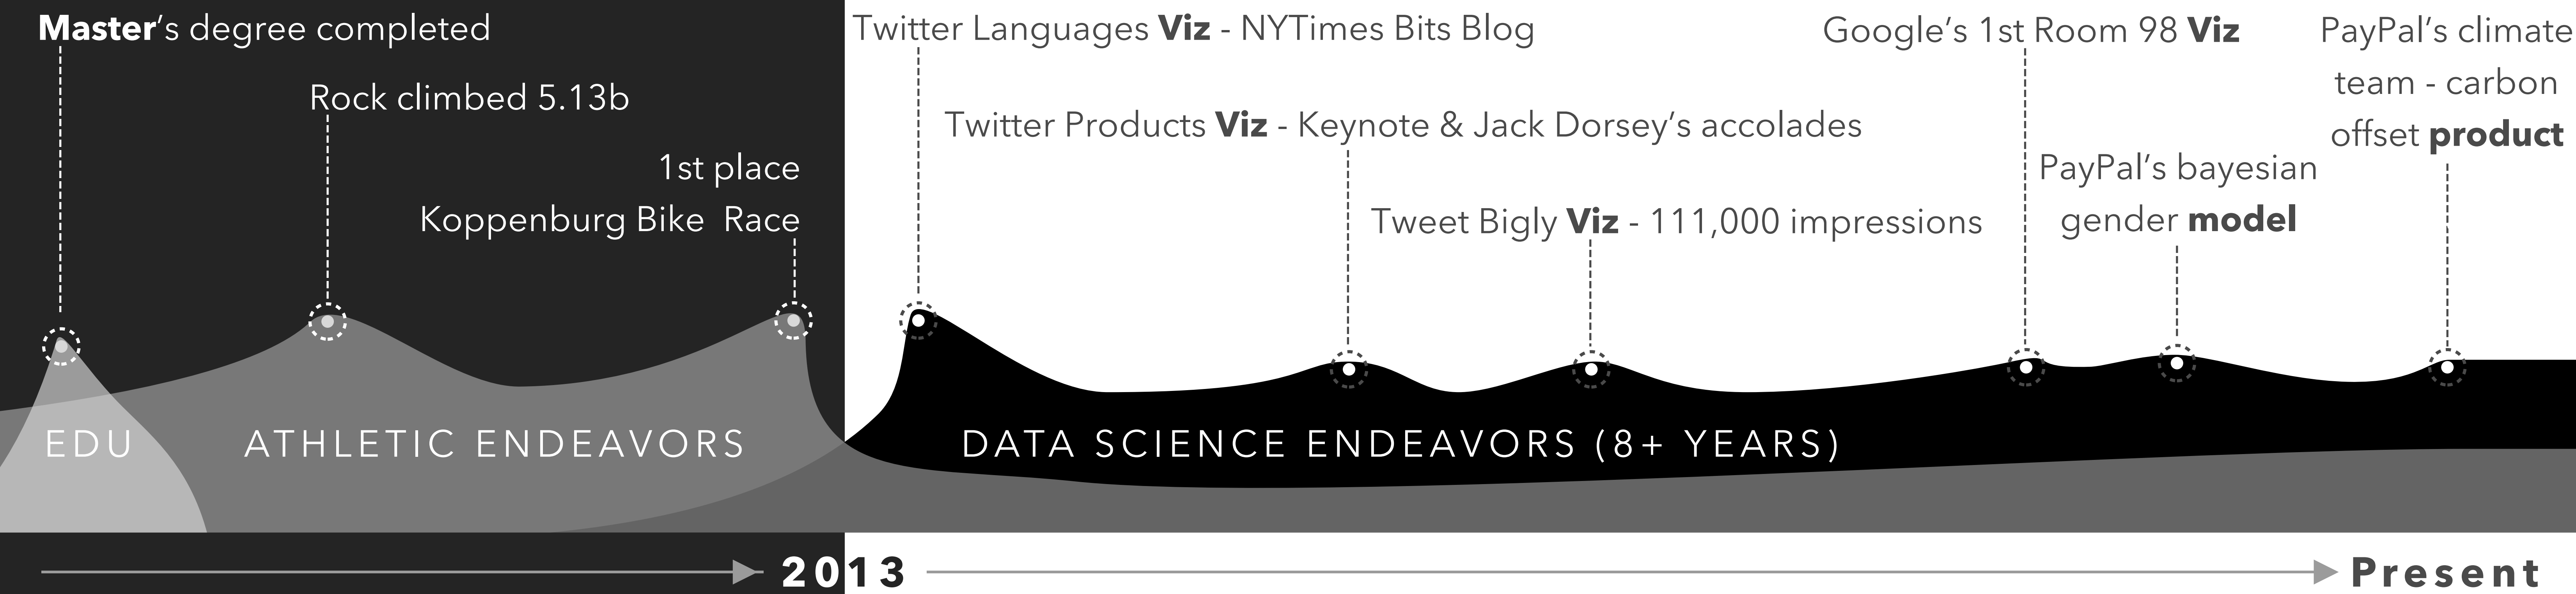 Master's degree completed
Rock climbed 5.13b
1st place
Koppenburg Bike Race
Twitter Languages Viz - NYTimes Bits Blog
Twitter Products Viz - Keynote & Jack Dorsey's accolades
Tweet Bigly Viz - 111,000 impressions
Google's 1st Room 98 Viz
PayPal's bayesian
gender model
PayPal's climate
team - carbon
offset product
EDU
ATHLETIC ENDEAVORS
DATA SCIENCE ENDEAVORS (8+ YEARS)
2013
Present